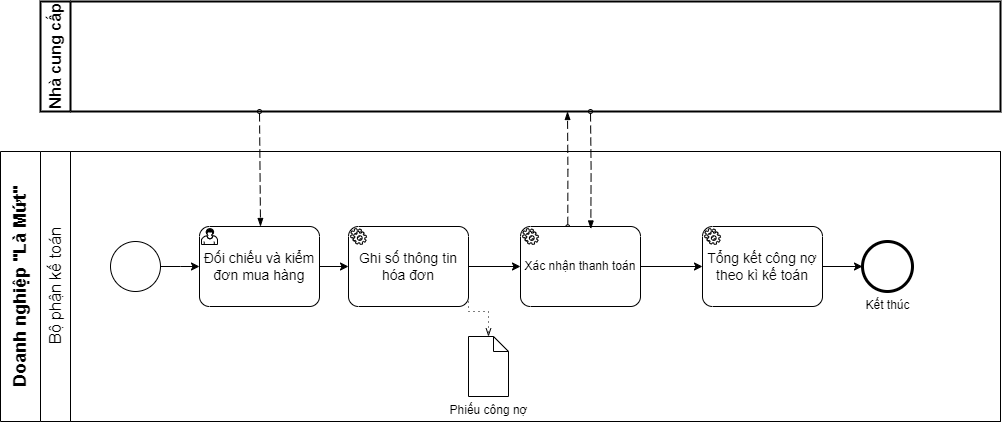 Nhà cung cấp
Doanh nghiệp "Là Mứt"
Bộ phận kế toán
Đối chiếu và kiểm
đơn mua hàng
Ghi sổ thông tin
hóa đơn
Xác nhận thanh toán
Tổng kết công nợ
theo kì kế toán
Kết thúc
Phiếu công nợ